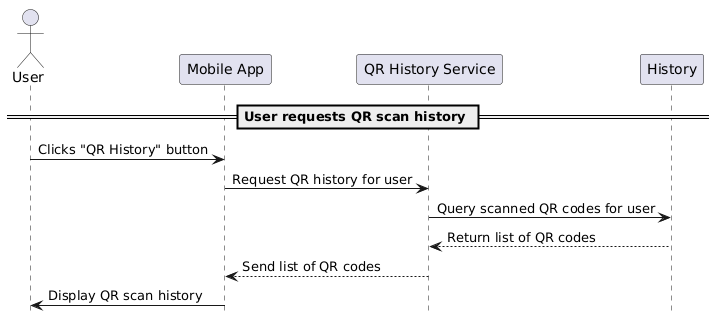 User
Mobile App
QR History Service
History
User requests QR scan history
Clicks "QR History" button
Request QR history for user
Query scanned QR codes for user
Return list of QR codes
Send list of QR codes
Display QR scan history